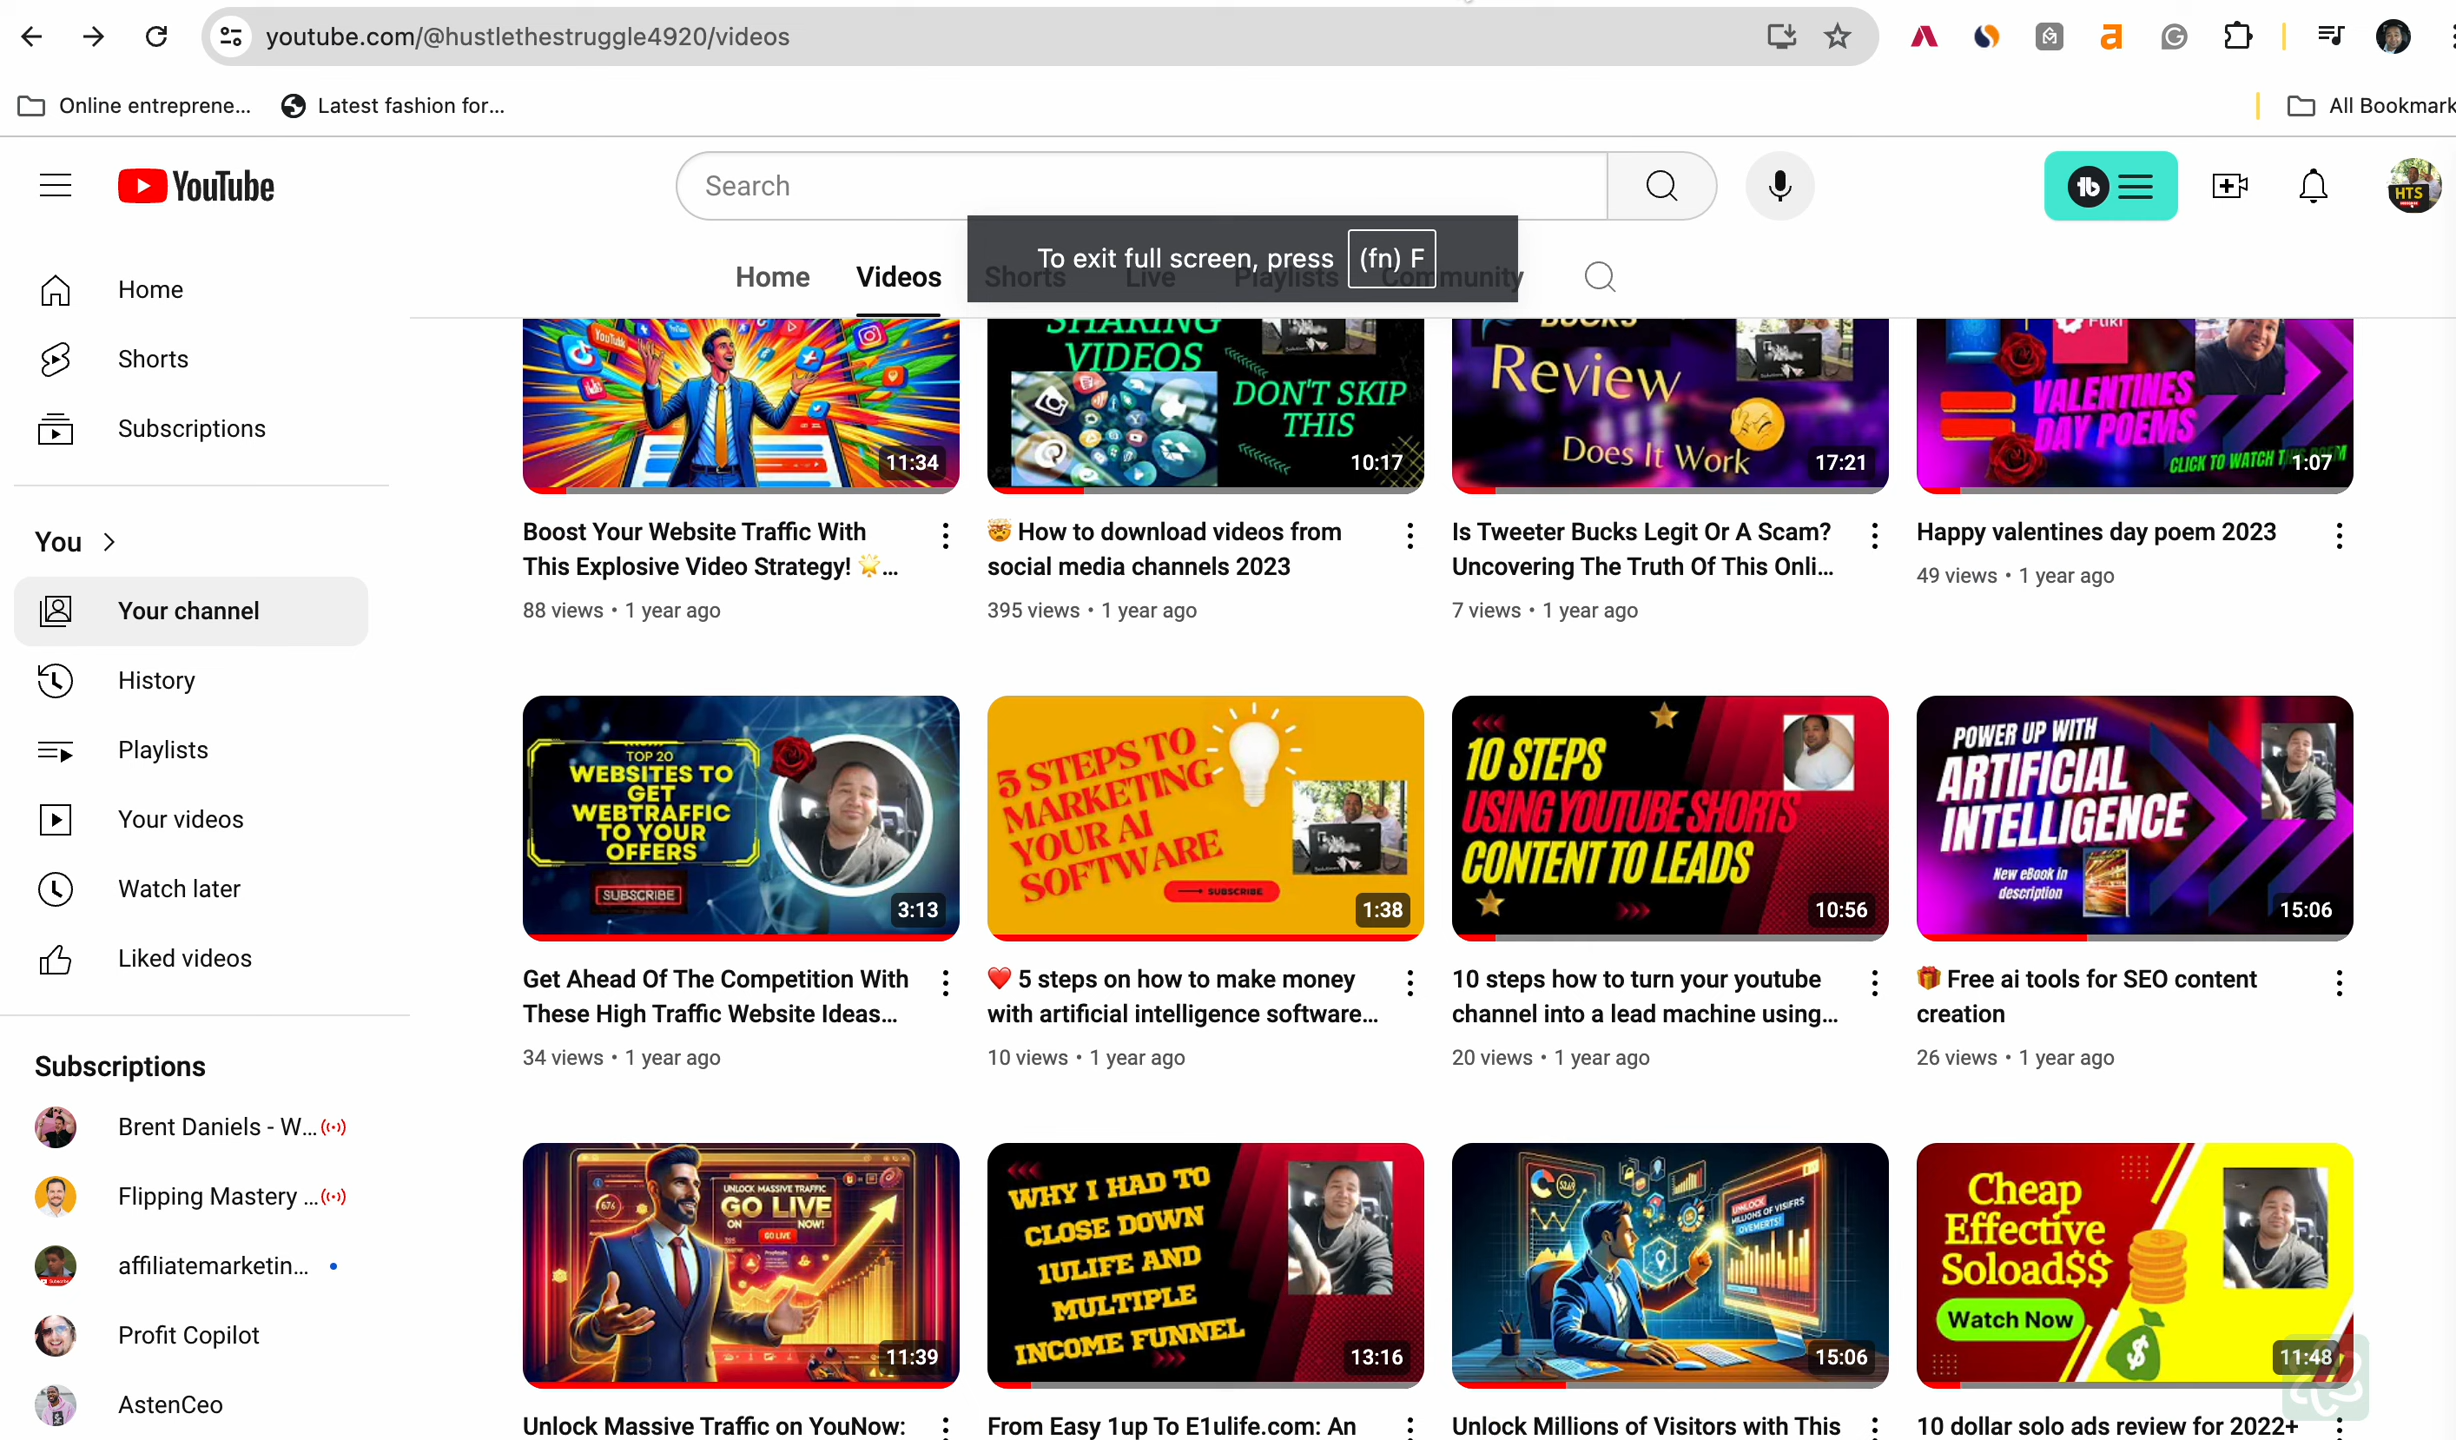 youtube.com/@hustlethestruggle4920/videos
Online entreprene...
Latest fashion for...
All Bookmark
YouTube
Search
HTS
To exit full screen, press (fn) F
Home
Videos
Shorts
Live
Playlists
Community
Home
Shorts
Subscriptions
You
Your channel
History
Playlists
Your videos
Watch later
Liked videos
Subscriptions
Brent Daniels - W...
Flipping Mastery ...
affiliatemarketin...
Profit Copilot
AstenCeo
YouTube
11:34
SHARING
VIDEOS
DON'T SKIP
THIS
10:17
BUCKS
Review
Does It Work
17:21
Fliki
VALENTINES
DAY POEMS
1:07
Boost Your Website Traffic With
This Explosive Video Strategy! 🌟...
88 views • 1 year ago
🤯 How to download videos from
social media channels 2023
395 views • 1 year ago
Is Tweeter Bucks Legit Or A Scam?
Uncovering The Truth Of This Onli...
7 views • 1 year ago
Happy valentines day poem 2023
49 views • 1 year ago
TOP 20
WEBSITES TO
GET
WEBTRAFFIC
TO YOUR
OFFERS
SUBSCRIBE
3:13
5 STEPS TO
MARKETING
YOUR AI
SOFTWARE
SUBSCRIBE
1:38
10 STEPS
USING YOUTUBE SHORTS
CONTENT TO LEADS
10:56
POWER UP WITH
ARTIFICIAL
INTELLIGENCE
New eBook in
description
15:06
Get Ahead Of The Competition With
These High Traffic Website Ideas...
34 views • 1 year ago
❤️ 5 steps on how to make money
with artificial intelligence software...
10 views • 1 year ago
10 steps how to turn your youtube
channel into a lead machine using...
20 views • 1 year ago
🎁 Free ai tools for SEO content
creation
26 views • 1 year ago
UNLOCK MASSIVE TRAFFIC
GO LIVE
ON NOW!
GO LIVE
11:39
WHY I HAD TO
CLOSE DOWN
1ULIFE AND
MULTIPLE
INCOME FUNNEL
13:16
15:06
Cheap
Effective
Soload$$
Watch Now
11:48
Unlock Massive Traffic on YouNow:
From Easy 1up To E1ulife.com: An
Unlock Millions of Visitors with This
10 dollar solo ads review for 2022+